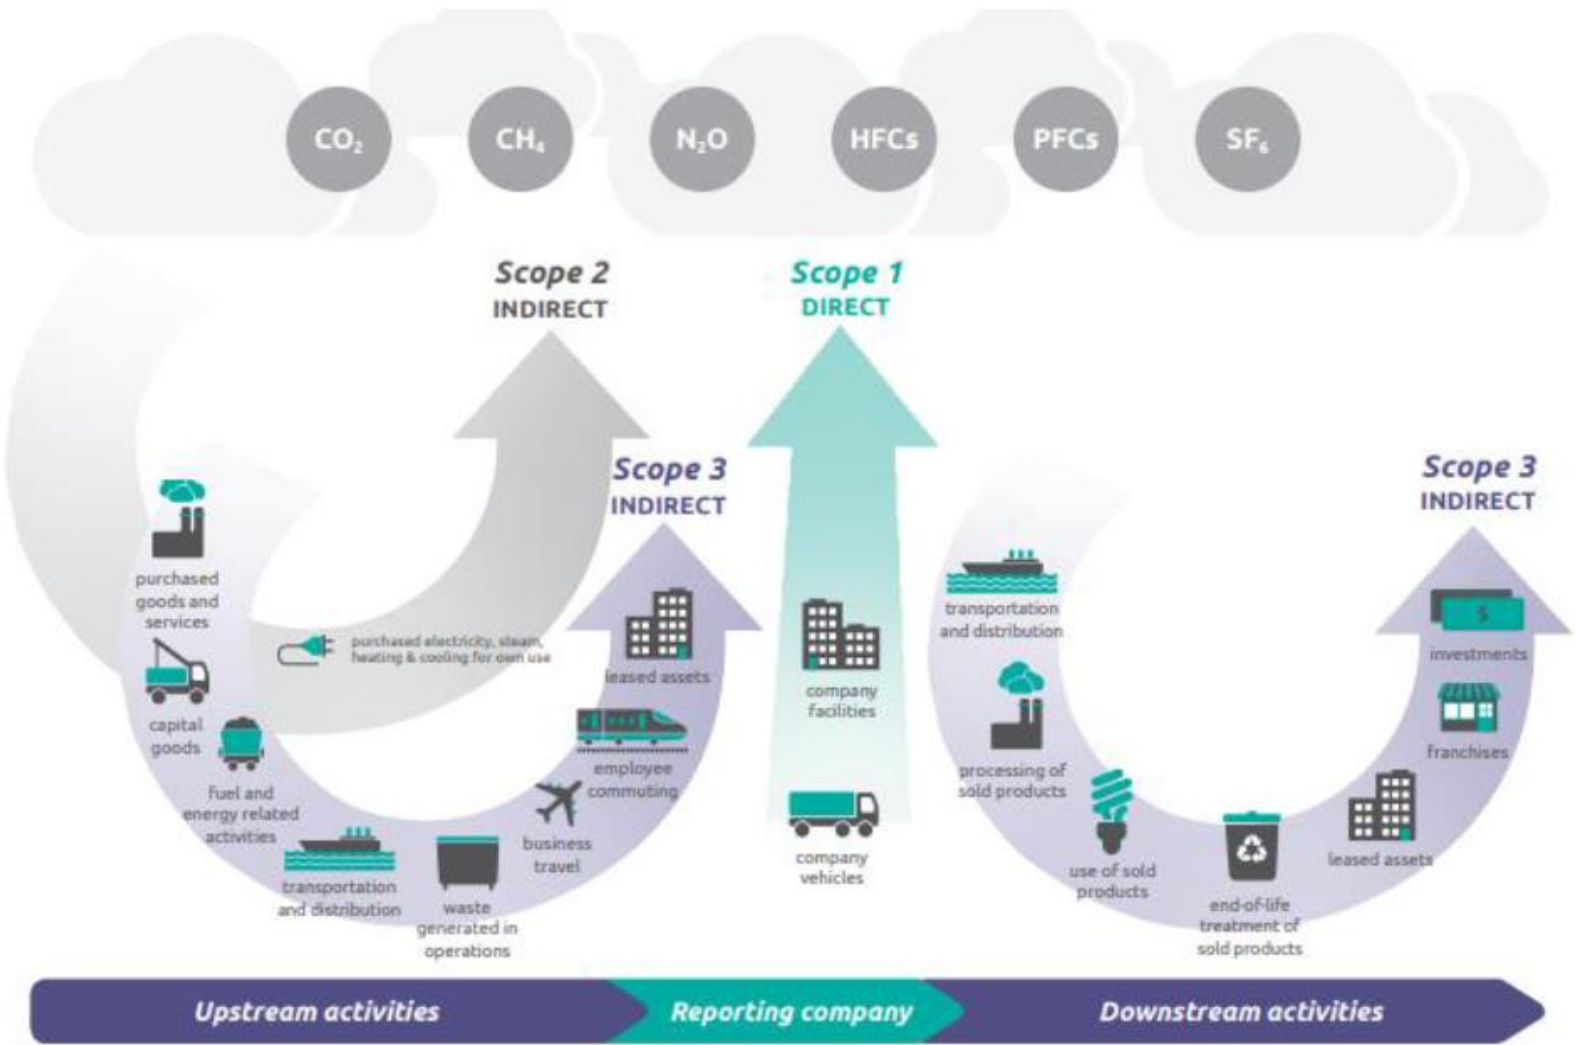 CO₂
CH₄
N₂O
HFCs
PFCs
SF₆
Scope 2
INDIRECT
Scope 1
DIRECT
Scope 3
INDIRECT
Scope 3
INDIRECT
purchased
goods and
services
capital
goods
fuel and
energy related
activities
transportation
and distribution
waste
generated in
operations
business
travel
employee
commuting
leased assets
purchased electricity, steam,
heating & cooling for own use
company
facilities
company
vehicles
transportation
and distribution
processing of
sold products
use of sold
products
end-of-life
treatment of
sold products
leased assets
franchises
$
investments
Upstream activities
Reporting company
Downstream activities